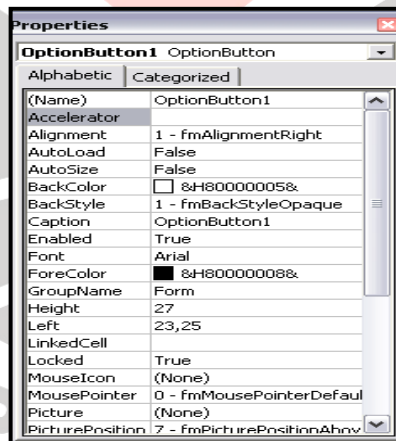 Properties
OptionButton1 OptionButton
Alphabetic Categorized
(Name) OptionButton1
Accelerator
Alignment 1 - fmAlignmentRight
AutoLoad False
AutoSize False
BackColor &H80000005&
BackStyle 1 - fmBackStyleOpaque
Caption OptionButton1
Enabled True
Font Arial
ForeColor &H80000008&
GroupName Form
Height 27
Left 23,25
LinkedCell
Locked True
MouseIcon (None)
MousePointer 0 - fmMousePointerDefaul
Picture (None)
PicturePosition 7 - fmPicturePositionAbov